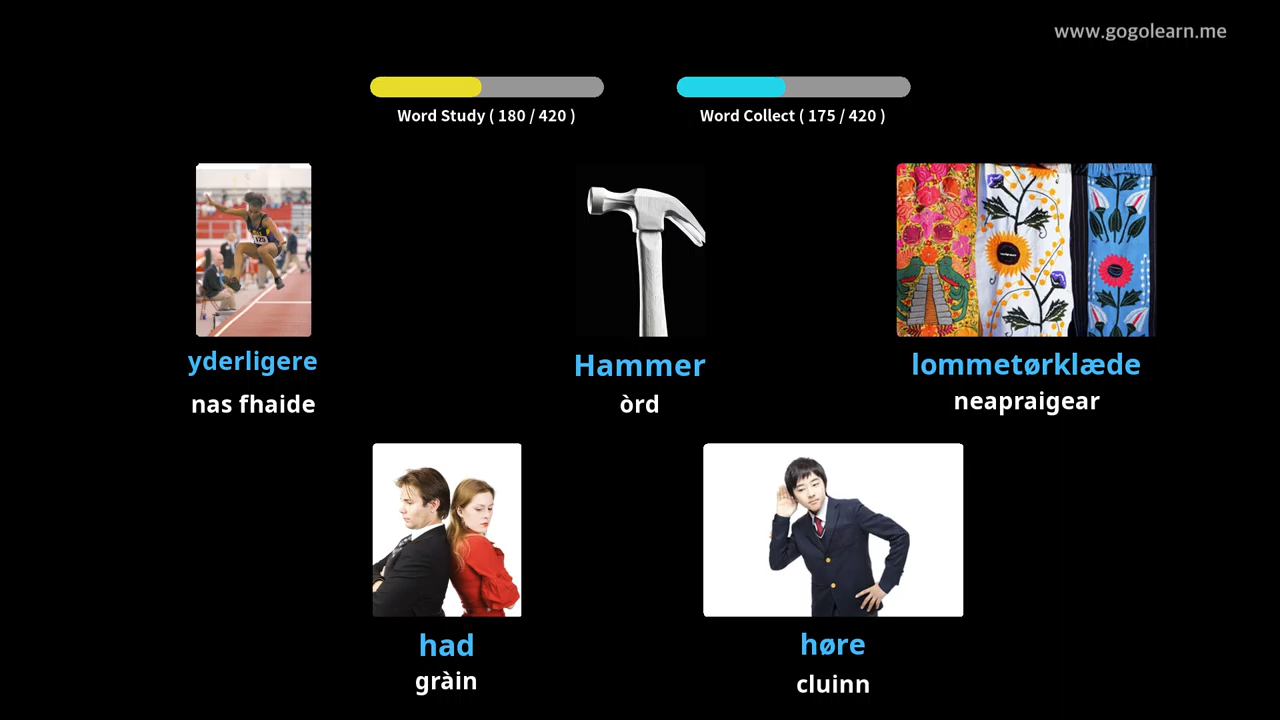 www.gogolearn.me
Word Study ( 180 / 420 )
Word Collect ( 175 / 420 )
yderligere
nas fhaide
Hammer
òrd
lommetørklæde
neapraigear
had
gràin
høre
cluinn